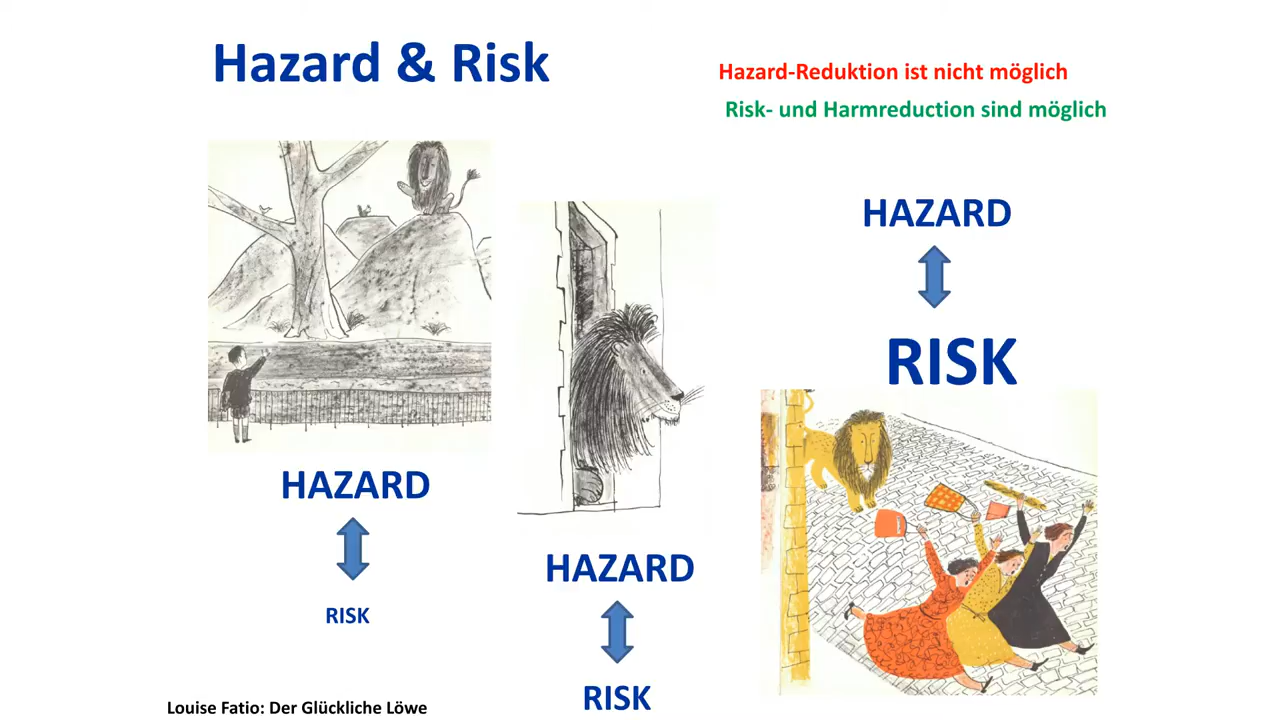 Hazard & Risk
Hazard-Reduktion ist nicht möglich
Risk- und Harmreduction sind möglich
HAZARD
RISK
HAZARD
RISK
HAZARD
RISK
Louise Fatio: Der Glückliche Löwe